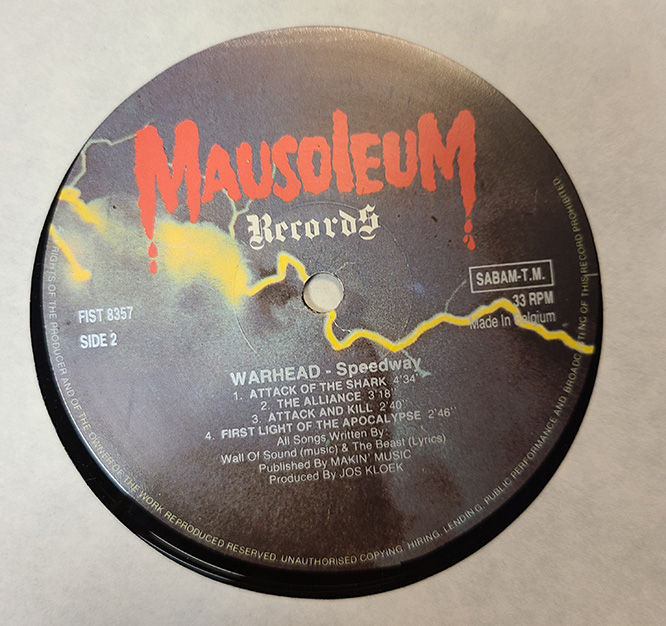 MAUSOLEUM
Records
SABAM-T.M.
FIST 8357
33 RPM
SIDE 2
Made In Belgium
WARHEAD - Speedway
1. ATTACK OF THE SHARK 4'34''
2. THE ALLIANCE 3'18''
3. ATTACK AND KILL 2'40''
4. FIRST LIGHT OF THE APOCALYPSE 2'46''
All Songs Written By
Wall Of Sound (music) & The Beast (Lyrics)
Published By MAKIN' MUSIC
Produced By JOS KLOEK
RIGHTS OF THE PRODUCER AND OF THE OWNER OF THE WORK REPRODUCED RESERVED. UNAUTHORISED COPYING, HIRING, LENDING, PUBLIC PERFORMANCE AND BROADCASTING OF THIS RECORD PROHIBITED